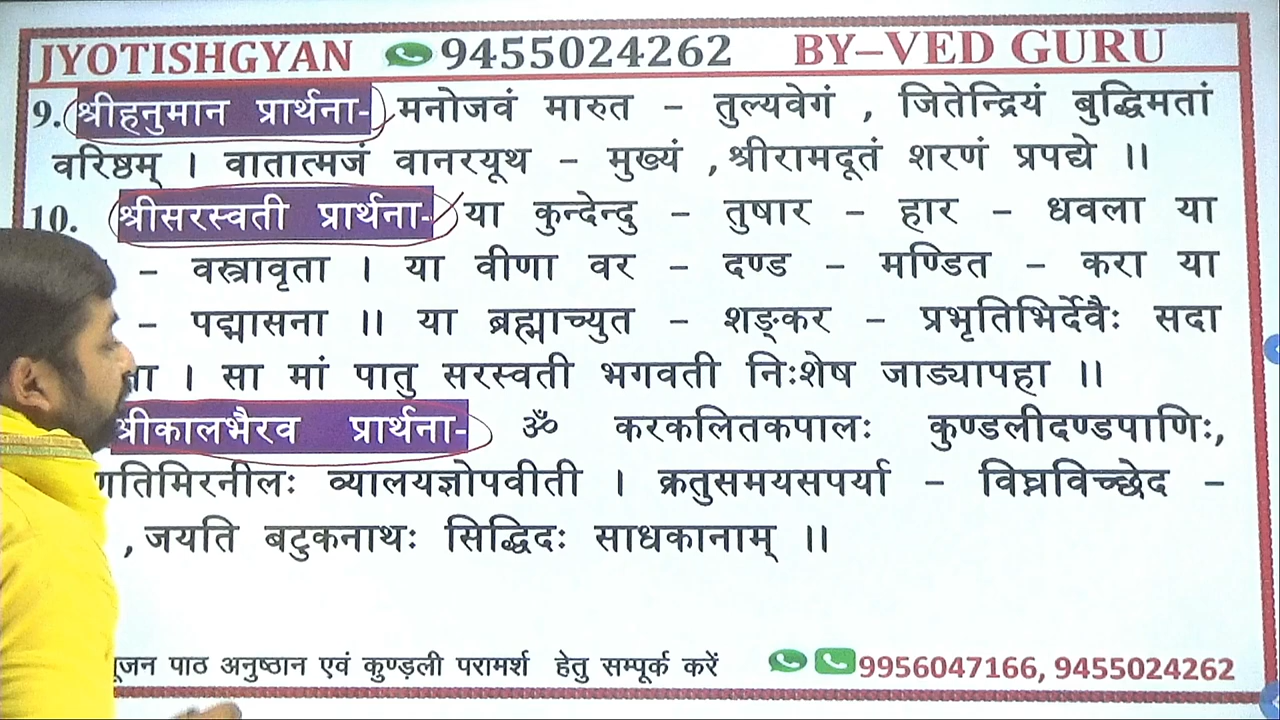 JYOTISHGYAN 9455024262 BY–VED GURU
9. श्रीहनुमान प्रार्थना- मनोजवं मारुत – तुल्यवेगं , जितेन्द्रियं बुद्धिमतां
वरिष्ठम् । वातात्मजं वानरयूथ – मुख्यं ,श्रीरामदूतं शरणं प्रपद्ये ।।
10. श्रीसरस्वती प्रार्थना- या कुन्देन्दु – तुषार – हार – धवला या
– वस्त्रावृता । या वीणा वर – दण्ड – मण्डित – करा या
– पद्मासना ।। या ब्रह्माच्युत – शङ्कर – प्रभृतिभिर्देवैः सदा
। सा मां पातु सरस्वती भगवती निःशेष जाड्यापहा ।।
श्रीकालभैरव प्रार्थना- ॐ करकलितकपालः कुण्डलीदण्डपाणिः,
व्यालयज्ञोपवीती । क्रतुसमयसपर्या – विघ्नविच्छेद –
, जयति बटुकनाथः सिद्धिदः साधकानाम् ।।
पाठ अनुष्ठान एवं कुण्डली परामर्श हेतु सम्पूर्क करें 9956047166, 9455024262